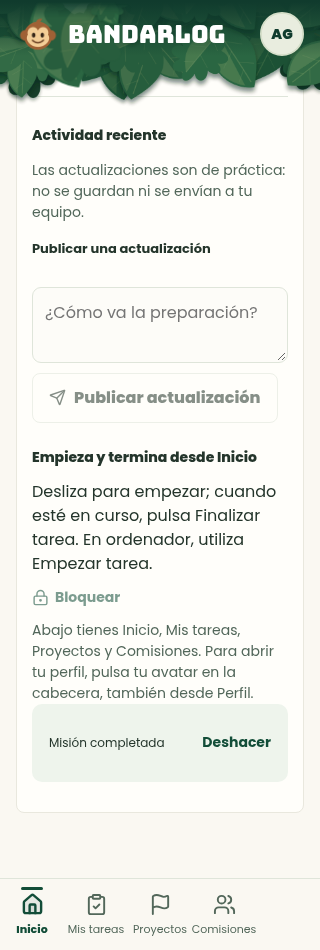 BANDARLOG
AG
Actividad reciente
Las actualizaciones son de práctica:
no se guardan ni se envían a tu
equipo.
Publicar una actualización
¿Cómo va la preparación?
Publicar actualización
Empieza y termina desde Inicio
Desliza para empezar; cuando
esté en curso, pulsa Finalizar
tarea. En ordenador, utiliza
Empezar tarea.
Bloquear
Abajo tienes Inicio, Mis tareas,
Proyectos y Comisiones. Para abrir
tu perfil, pulsa tu avatar en la
cabecera, también desde Perfil.
Misión completada Deshacer
Inicio Mis tareas Proyectos Comisiones